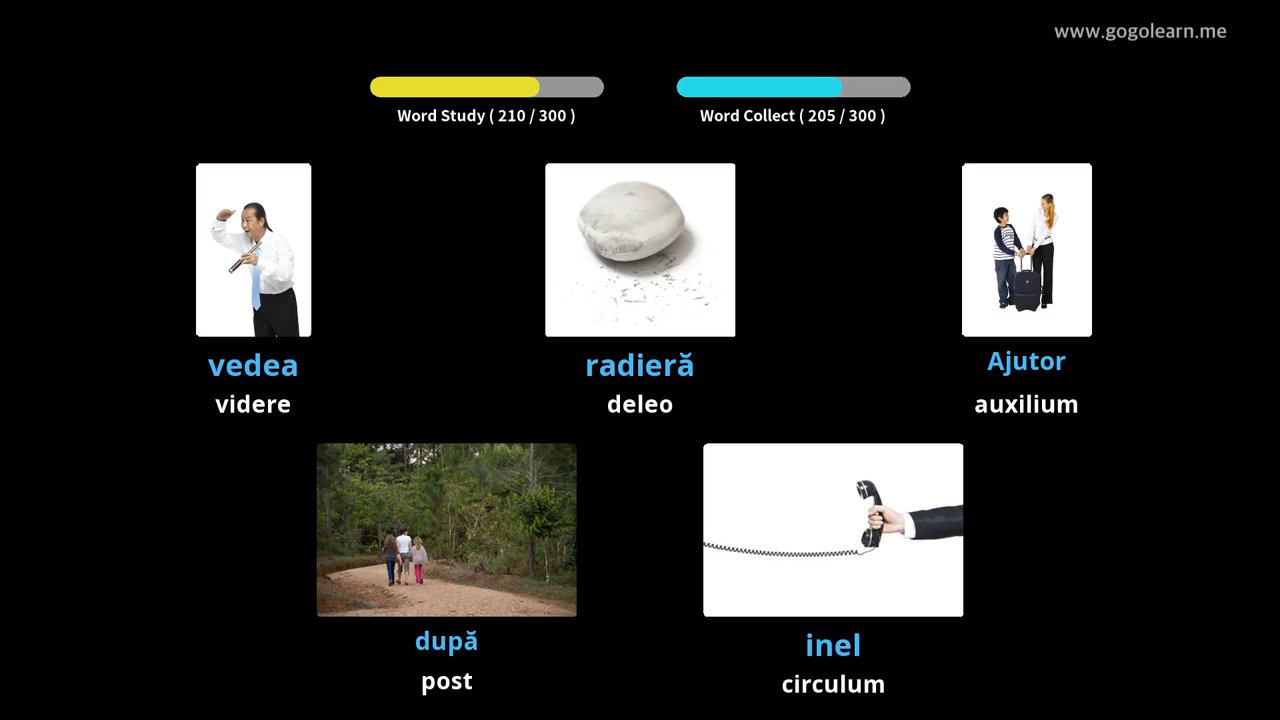 www.gogolearn.me
Word Study ( 210 / 300 )
Word Collect ( 205 / 300 )
vedea
videre
radieră
deleo
Ajutor
auxilium
după
post
inel
circulum